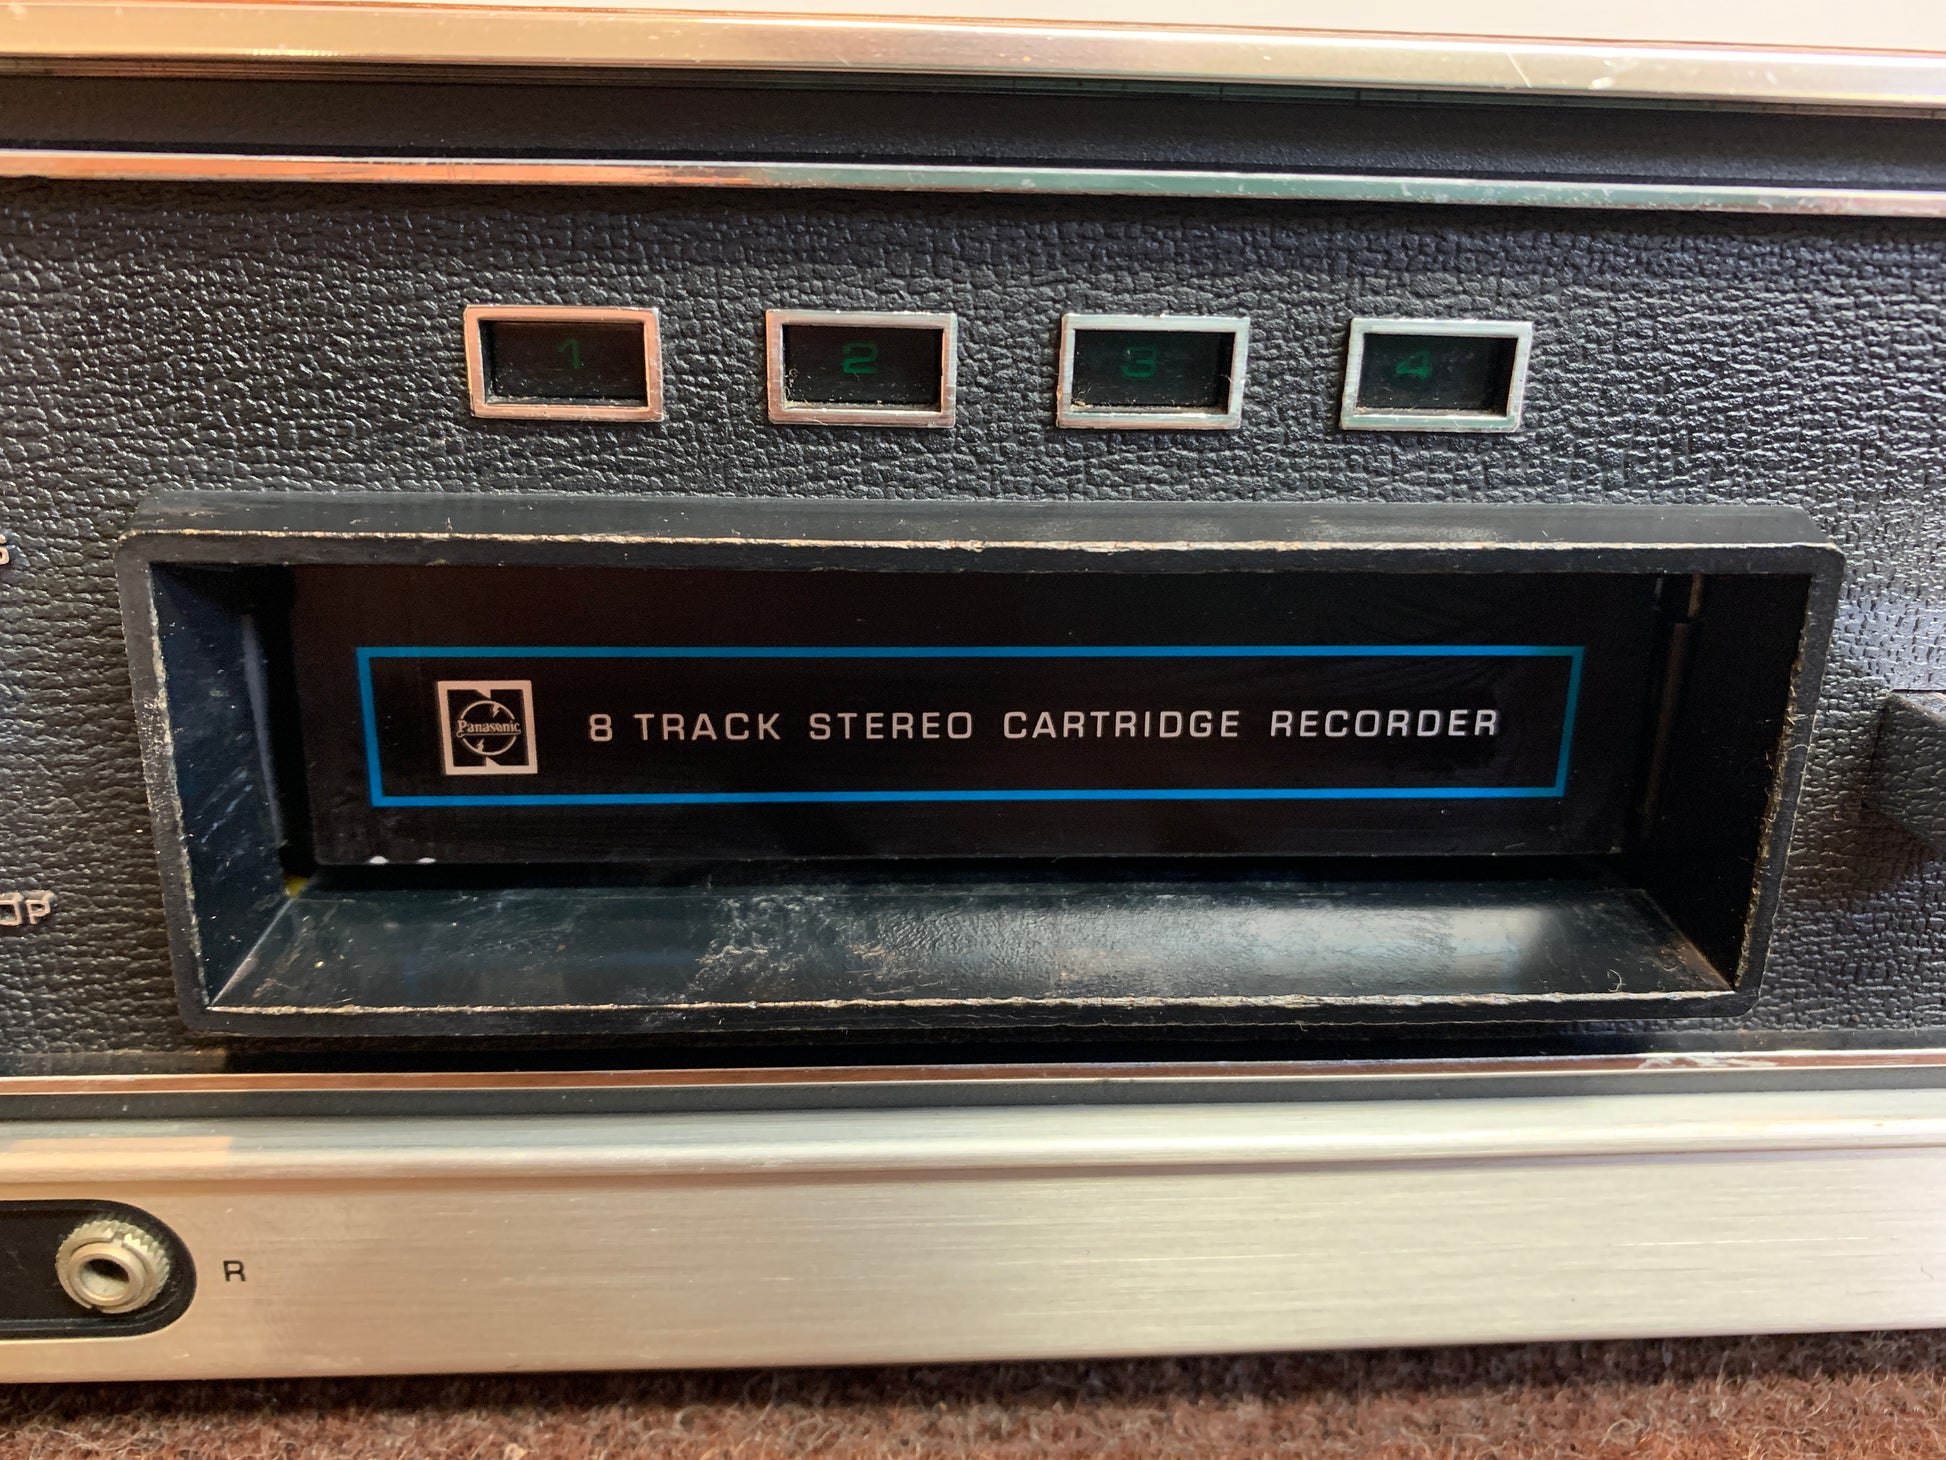 1 2 3 4
Panasonic
8 TRACK STEREO CARTRIDGE RECORDER
R